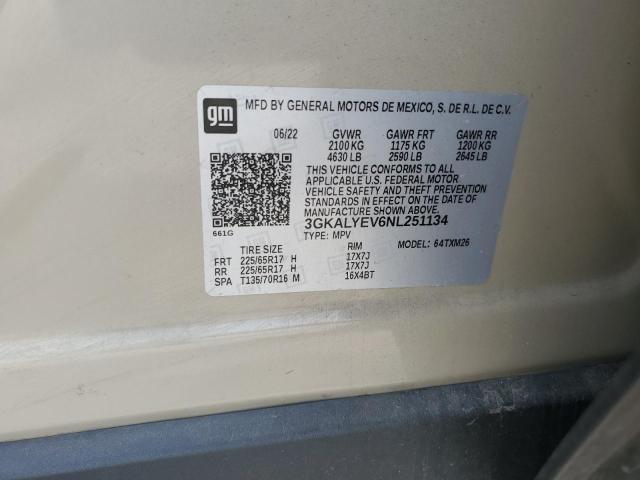 gm MFD BY GENERAL MOTORS DE MEXICO, S. DE R.L. DE C.V.
06/22 GVWR GAWR FRT GAWR RR
2100 KG 1175 KG 1200 KG
4630 LB 2590 LB 2645 LB
THIS VEHICLE CONFORMS TO ALL
APPLICABLE U.S. FEDERAL MOTOR
VEHICLE SAFETY AND THEFT PREVENTION
STANDARDS IN EFFECT ON THE DATE OF
MANUFACTURE SHOWN ABOVE.
661G 3GKALYEV6NL251134
TYPE: MPV MODEL: 64TXM26
TIRE SIZE RIM
FRT 225/65R17 H 17X7J
RR 225/65R17 H 17X7J
SPA T135/70R16 M 16X4BT